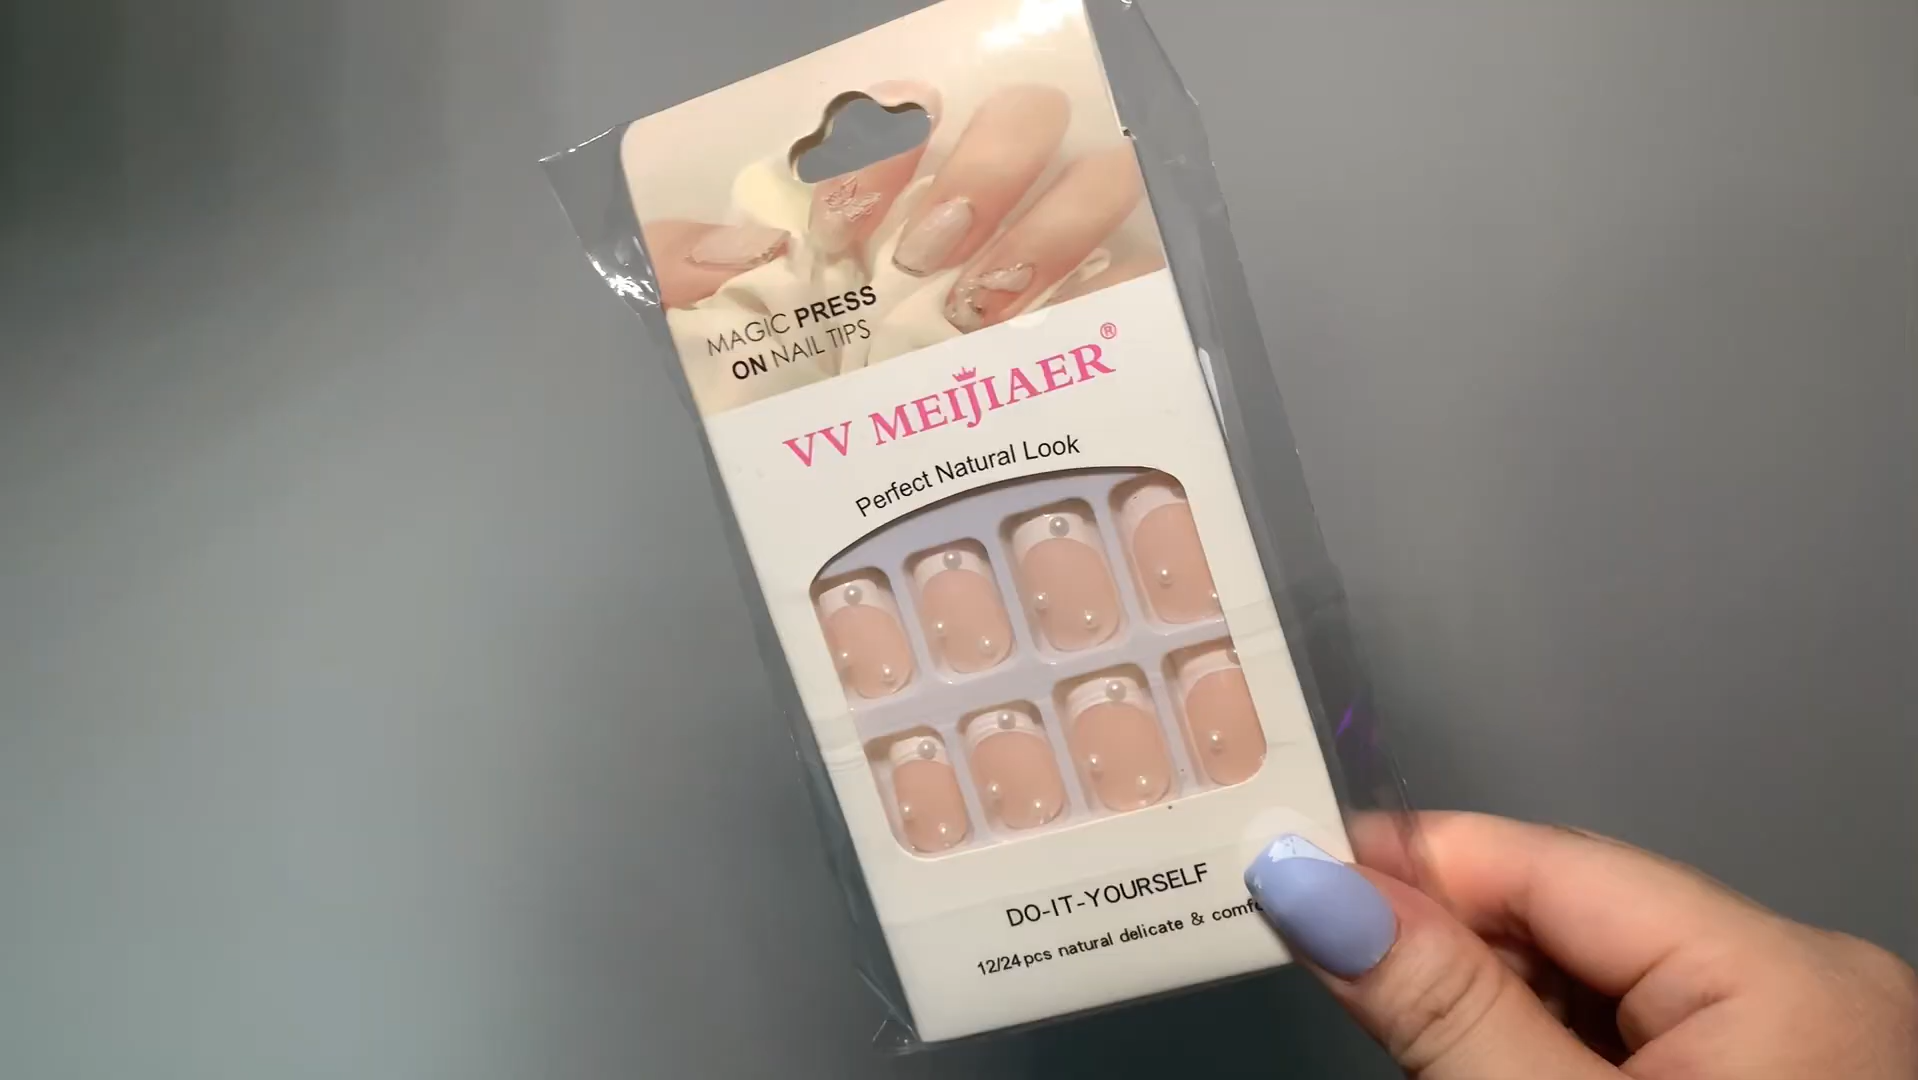 MAGIC PRESS
ON NAIL TIPS
VV MEIJIAER®
Perfect Natural Look
DO-IT-YOURSELF
12/24pcs natural delicate &